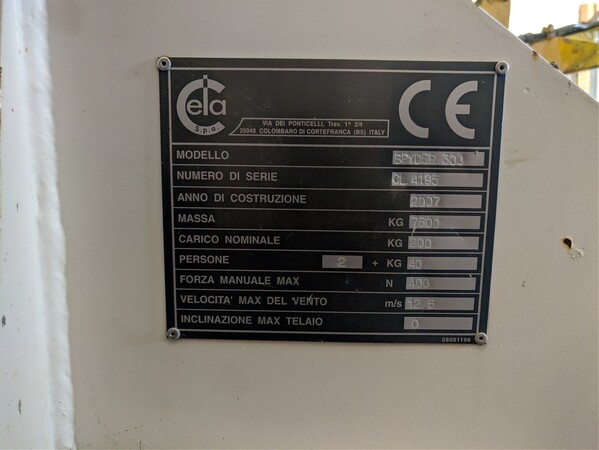 Cela
S.p.a.
CE
VIA DEI PONTICELLI, Trav. 1° 2/4
25040 COLOMBARO DI CORTEFRANCA (BS) ITALY
MODELLO SPYDER 300
NUMERO DI SERIE CL 4195
ANNO DI COSTRUZIONE 2007
MASSA KG 7500
CARICO NOMINALE KG 200
PERSONE 2 + KG 40
FORZA MANUALE MAX N 400
VELOCITA' MAX DEL VENTO m/s 12,5
INCLINAZIONE MAX TELAIO 0
08001196